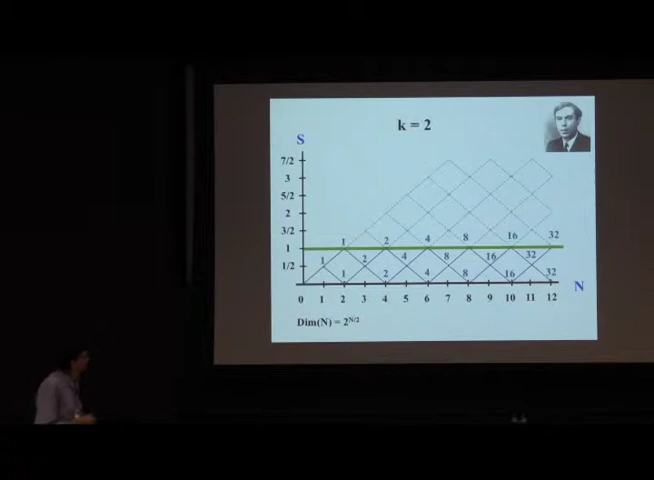 k = 2
S
7/2
3
5/2
2
3/2
1
1/2
1 2 4 8 16 32
1 2 4 8 16 32
1 2 4 8 16 32
0 1 2 3 4 5 6 7 8 9 10 11 12
N
Dim(N) = 2^{N/2}